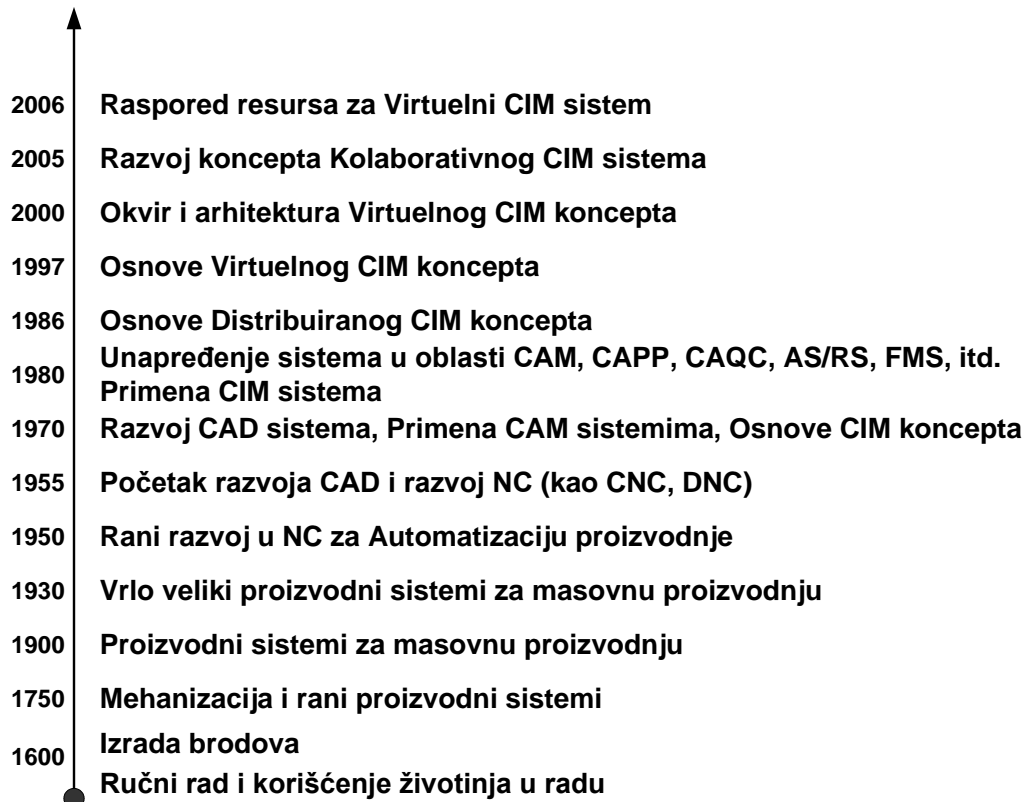 2006 Raspored resursa za Virtuelni CIM sistem
2005 Razvoj koncepta Kolaborativnog CIM sistema
2000 Okvir i arhitektura Virtuelnog CIM koncepta
1997 Osnove Virtuelnog CIM koncepta
1986 Osnove Distribuiranog CIM koncepta
1980 Unapređenje sistema u oblasti CAM, CAPP, CAQC, AS/RS, FMS, itd.
Primena CIM sistema
1970 Razvoj CAD sistema, Primena CAM sistemima, Osnove CIM koncepta
1955 Početak razvoja CAD i razvoj NC (kao CNC, DNC)
1950 Rani razvoj u NC za Automatizaciju proizvodnje
1930 Vrlo veliki proizvodni sistemi za masovnu proizvodnju
1900 Proizvodni sistemi za masovnu proizvodnju
1750 Mehanizacija i rani proizvodni sistemi
1600 Izrada brodova
Ručni rad i korišćenje životinja u radu